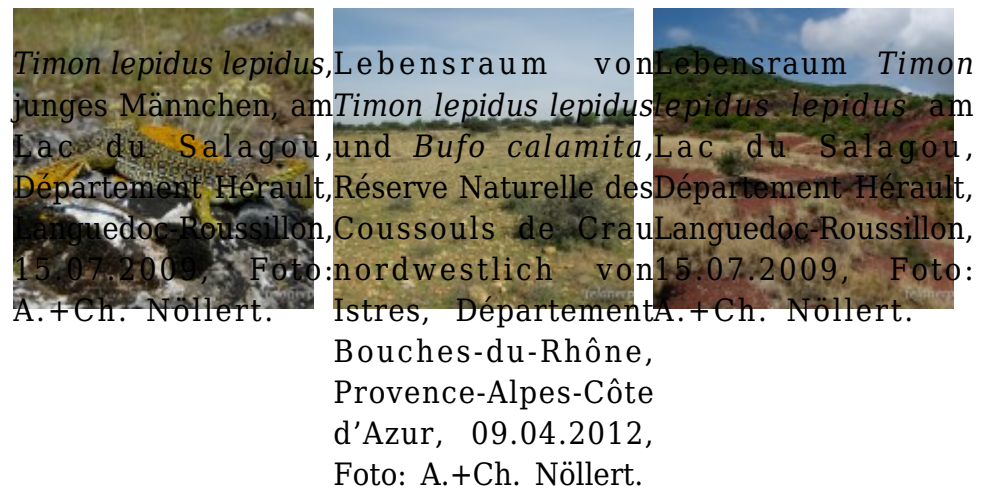 Timon lepidus lepidus,
junges Männchen, am
Lac du Salagou,
Département Hérault,
Languedoc-Roussillon,
15.07.2009, Foto:
A.+Ch. Nöllert.
Lebensraum von
Timon lepidus lepidus
und Bufo calamita,
Réserve Naturelle des
Coussouls de Crau
nordwestlich von
Istres, Département
Bouches-du-Rhône,
Provence-Alpes-Côte
d’Azur, 09.04.2012,
Foto: A.+Ch. Nöllert.
Lebensraum Timon
lepidus lepidus am
Lac du Salagou,
Département Hérault,
Languedoc-Roussillon,
15.07.2009, Foto:
A.+Ch. Nöllert.